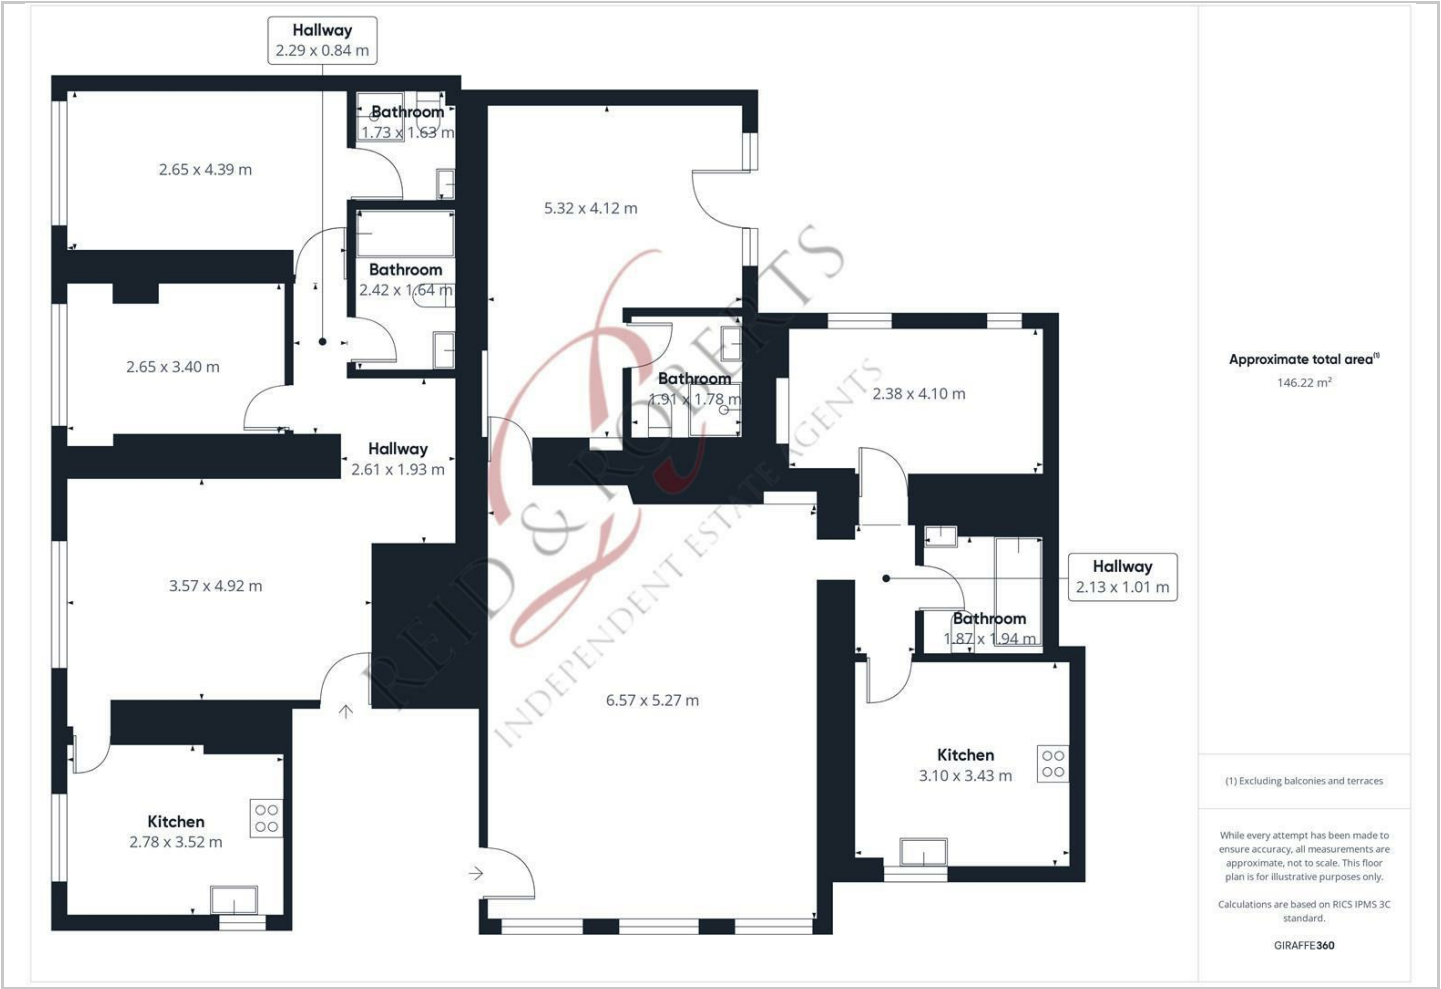 Hallway
2.29 x 0.84 m
Bathroom
1.73 x 1.63 m
2.65 x 4.39 m
5.32 x 4.12 m
Bathroom
2.42 x 1.64 m
2.65 x 3.40 m
Bathroom
1.91 x 1.78 m
2.38 x 4.10 m
Hallway
2.61 x 1.93 m
3.57 x 4.92 m
Hallway
2.13 x 1.01 m
Bathroom
1.87 x 1.94 m
6.57 x 5.27 m
Kitchen
3.10 x 3.43 m
Kitchen
2.78 x 3.52 m
REID & ROBERTS
INDEPENDENT ESTATE AGENTS
Approximate total area(1)
146.22 m²
(1) Excluding balconies and terraces
While every attempt has been made to
ensure accuracy, all measurements are
approximate, not to scale. This floor
plan is for illustrative purposes only.
Calculations are based on RICS IPMS 3C
standard.
GIRAFFE360